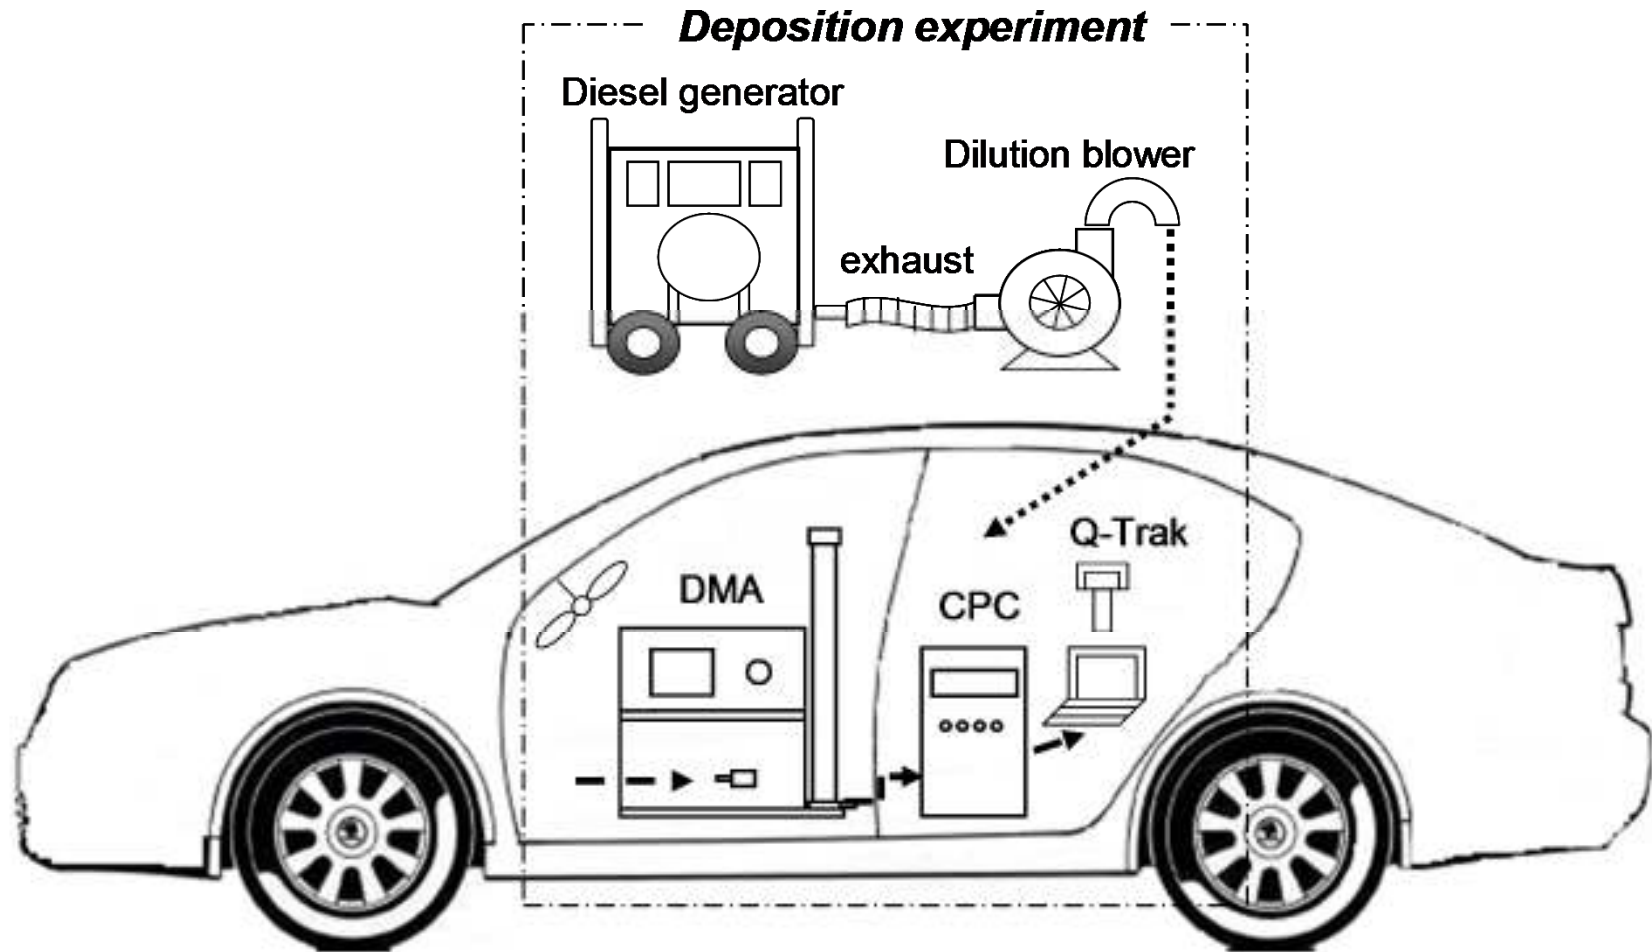 Deposition experiment
Diesel generator
Dilution blower
exhaust
Q-Trak
DMA
CPC